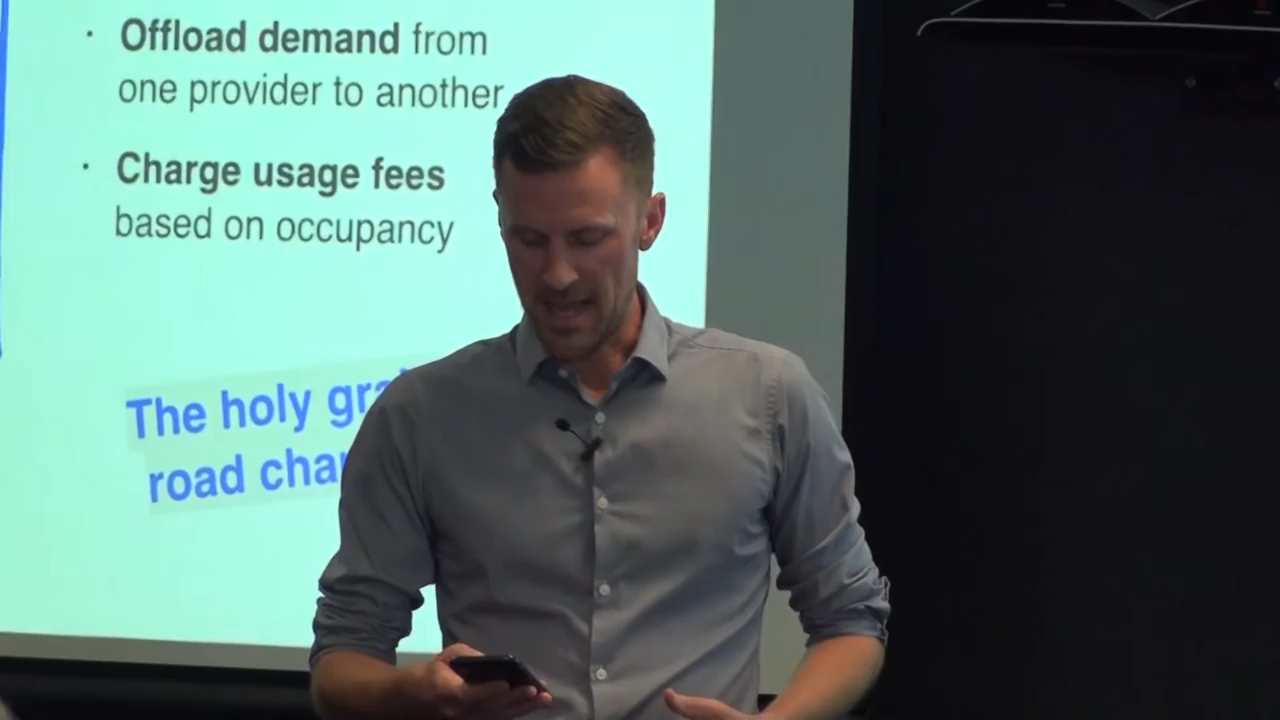 · Offload demand from
one provider to another
· Charge usage fees
based on occupancy
The holy
road